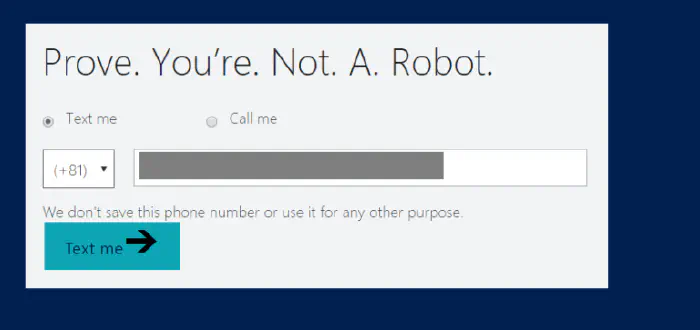 Prove. You're. Not. A. Robot.
Text me Call me
(+81)
We don't save this phone number or use it for any other purpose.
Text me